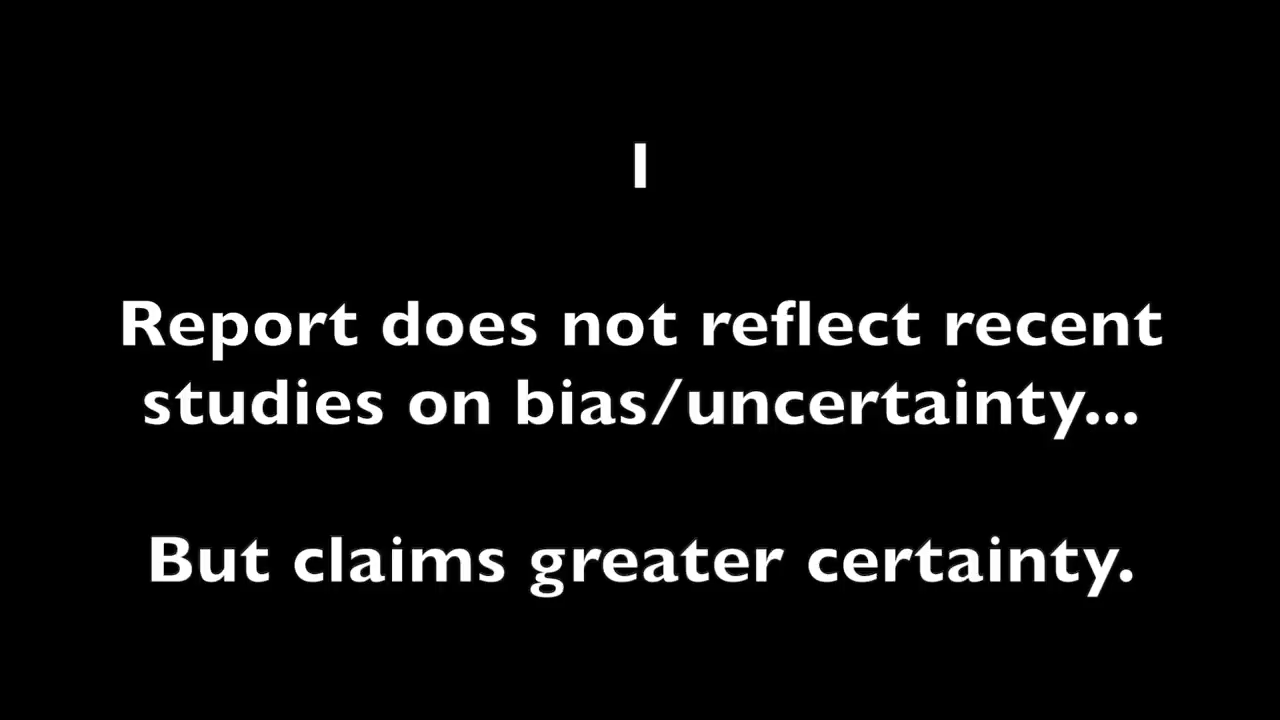 1
Report does not reflect recent
studies on bias/uncertainty...
But claims greater certainty.